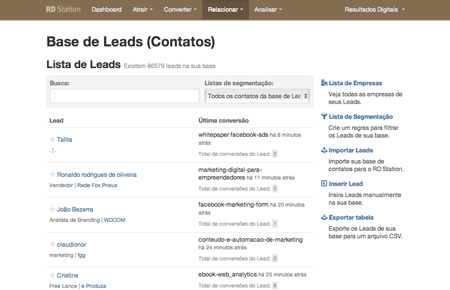 RD Station Dashboard Atrair Converter Relacionar Analisar Resultados Digitais
Base de Leads (Contatos)
Lista de Leads Existem 86579 leads na sua base
Busca:
Listas de segmentação:
Todos os contatos da base de Lea
Lead
Última conversão
Talita
-. | .-
whitepaper facebook-ads há 8 minutos
atrás
Total de conversões do Lead: 2
Ronaldo rodrigues de oliveira
Vendedor | Rede Fox Pneus
marketing-digital-para-
empreendedores há 11 minutos atrás
Total de conversões do Lead: 2
João Bezerra
Analista de Branding | WDCOM
facebook-marketing-form há 20 minutos
atrás
Total de conversões do Lead: 1
claudionor
marketing | fgg
conteudo-e-automacao-de-marketing
há 24 minutos atrás
Total de conversões do Lead: 2
Cristine
Free Lance | e Produza
ebook-web_analytics há 25 minutos
atrás
Total de conversões do Lead:
Lista de Empresas
Veja todas as empresas de
seus Leads.
Lista de Segmentação
Crie um regras para filtrar
os Leads de sua base.
Importar Leads
Importe sua base de
contatos para o RD Station.
Inserir Lead
Insira Leads manualmente
na sua base.
Exportar tabela
Exporte os Leads de sua
base para um arquivo CSV.